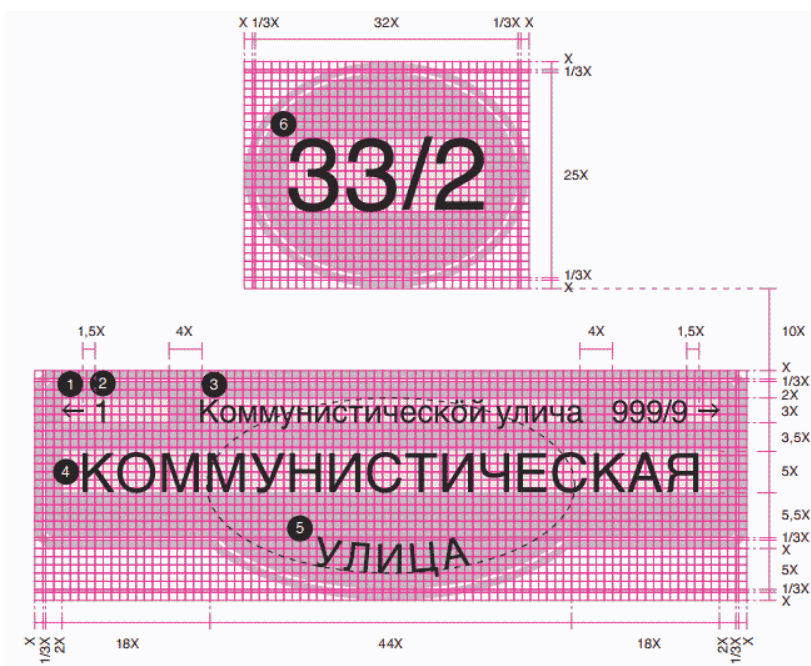 X 1/3X 32X 1/3X X
X
1/3X
6
33/2
25X
1/3X
X
1,5X 4X 4X 1,5X 10X
X
1/3X
1 2 3 2X
← 1 Коммунистическӧй улича 999/9 → 3X
3,5X
4 КОММУНИСТИЧЕСКАЯ 5X
5 5,5X
УЛИЦА 1/3X
X
5X
1/3X
X
X 1/3X 2X 18X 44X 18X 2X 1/3X X